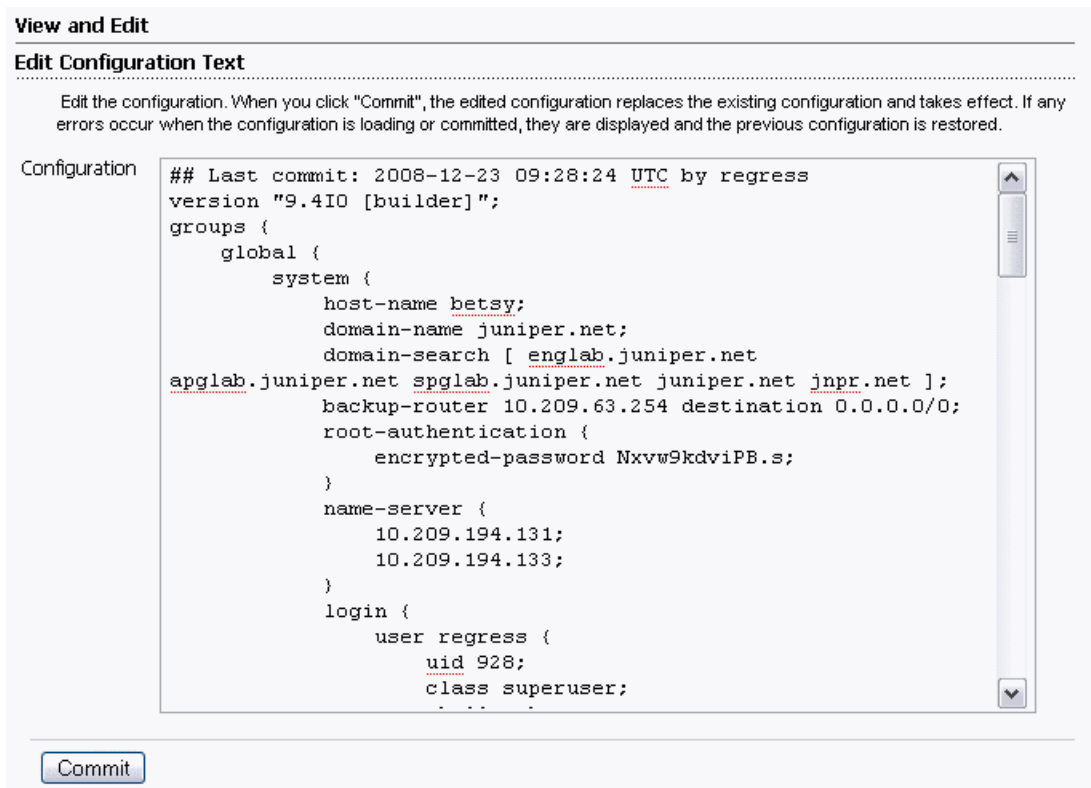 View and Edit
Edit Configuration Text
Edit the configuration. When you click "Commit", the edited configuration replaces the existing configuration and takes effect. If any
errors occur when the configuration is loading or committed, they are displayed and the previous configuration is restored.
Configuration
## Last commit: 2008-12-23 09:28:24 UTC by regress
version "9.4I0 [builder]";
groups {
    global {
        system {
            host-name betsy;
            domain-name juniper.net;
            domain-search [ englab.juniper.net
apglab.juniper.net spglab.juniper.net juniper.net jnpr.net ];
            backup-router 10.209.63.254 destination 0.0.0.0/0;
            root-authentication {
                encrypted-password Nxvw9kdviPB.s;
            }
            name-server {
                10.209.194.131;
                10.209.194.133;
            }
            login {
                user regress {
                    uid 928;
                    class superuser;
Commit